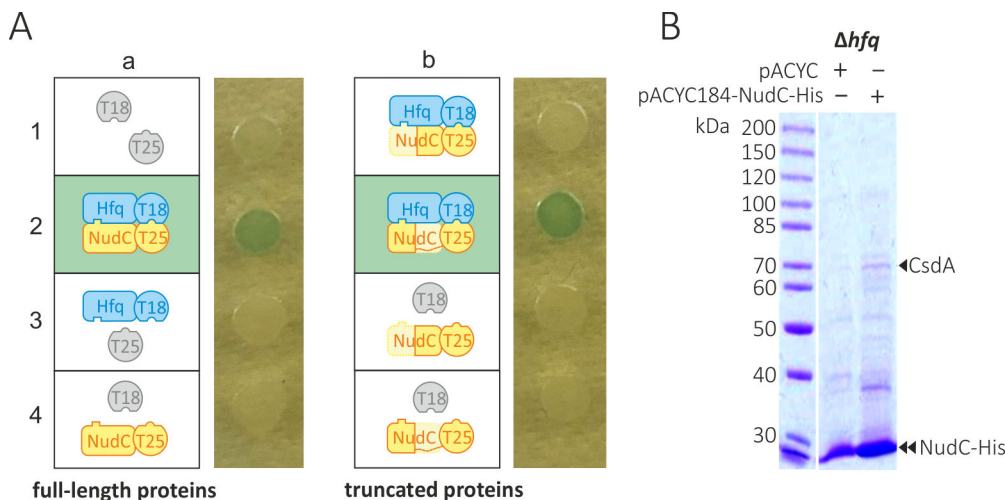 A
a
b
1
T18
T25
Hfq
T18
NudC
T25
2
Hfq
T18
NudC
T25
Hfq
T18
NudC
T25
3
Hfq
T18
T25
T18
NudC
T25
4
T18
NudC
T25
T18
NudC
T25
full-length proteins
truncated proteins
B
Δhfq
pACYC + –
pACYC184-NudC-His – +
kDa
200
150
120
100
85
70
CsdA
60
50
40
30
NudC-His